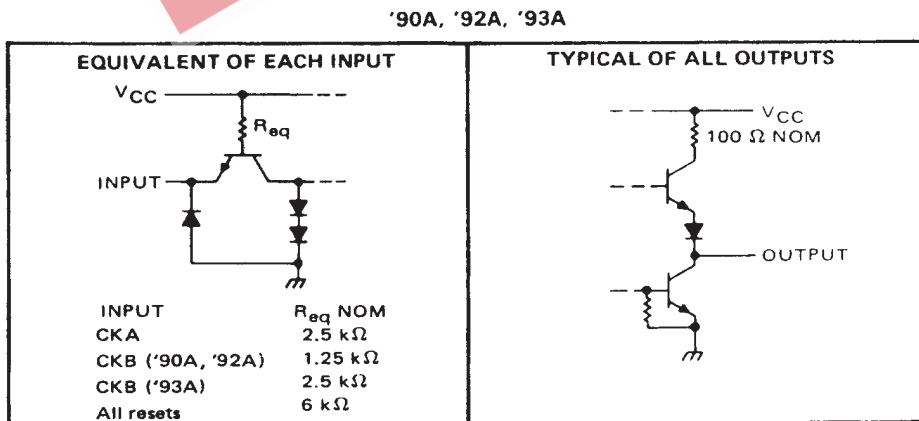 '90A, '92A, '93A
EQUIVALENT OF EACH INPUT
VCC
Req
INPUT
INPUT Req NOM
CKA 2.5 kΩ
CKB ('90A, '92A) 1.25 kΩ
CKB ('93A) 2.5 kΩ
All resets 6 kΩ
TYPICAL OF ALL OUTPUTS
VCC
100 Ω NOM
OUTPUT